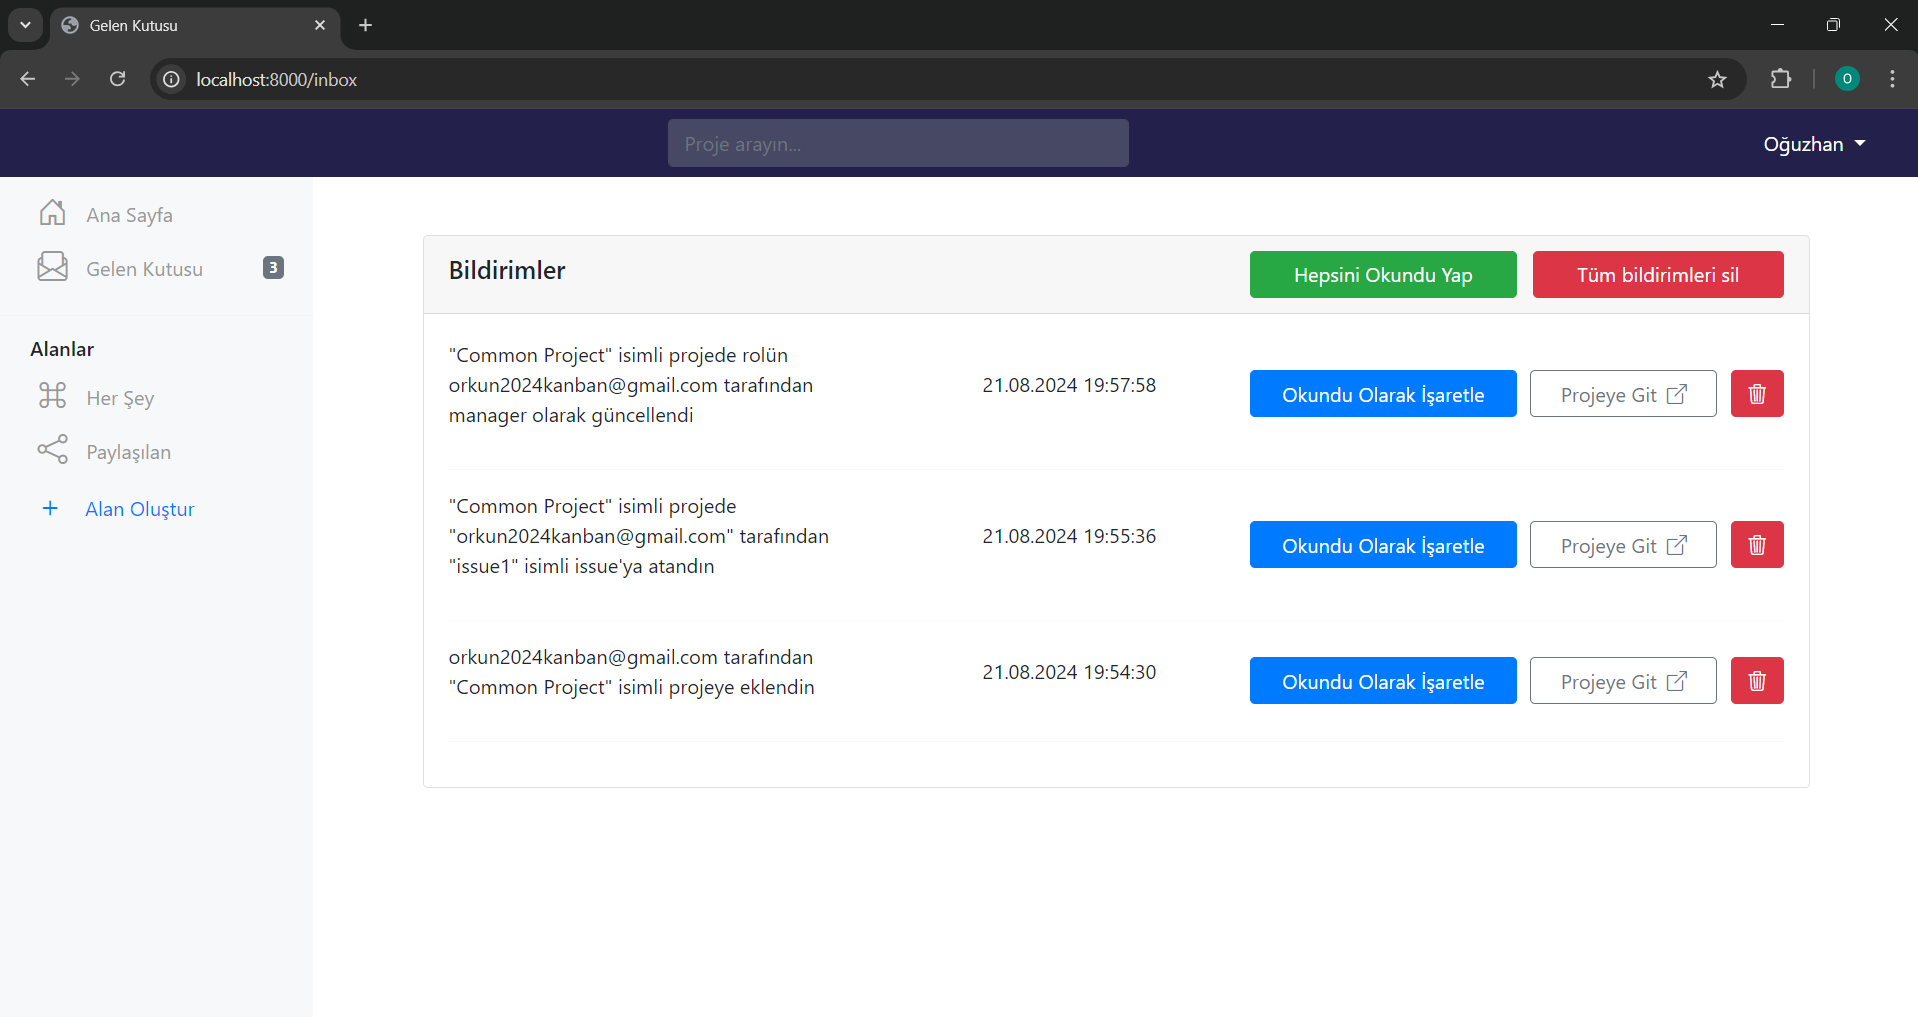 Gelen Kutusu
localhost:8000/inbox
O
Proje arayın...
Oğuzhan
Ana Sayfa
Gelen Kutusu 3
Alanlar
Her Şey
Paylaşılan
+ Alan Oluştur
Bildirimler
Hepsini Okundu Yap
Tüm bildirimleri sil
"Common Project" isimli projede rolün
orkun2024kanban@gmail.com tarafından
manager olarak güncellendi
21.08.2024 19:57:58
Okundu Olarak İşaretle
Projeye Git
"Common Project" isimli projede
"orkun2024kanban@gmail.com" tarafından
"issue1" isimli issue'ya atandın
21.08.2024 19:55:36
Okundu Olarak İşaretle
Projeye Git
orkun2024kanban@gmail.com tarafından
"Common Project" isimli projeye eklendin
21.08.2024 19:54:30
Okundu Olarak İşaretle
Projeye Git